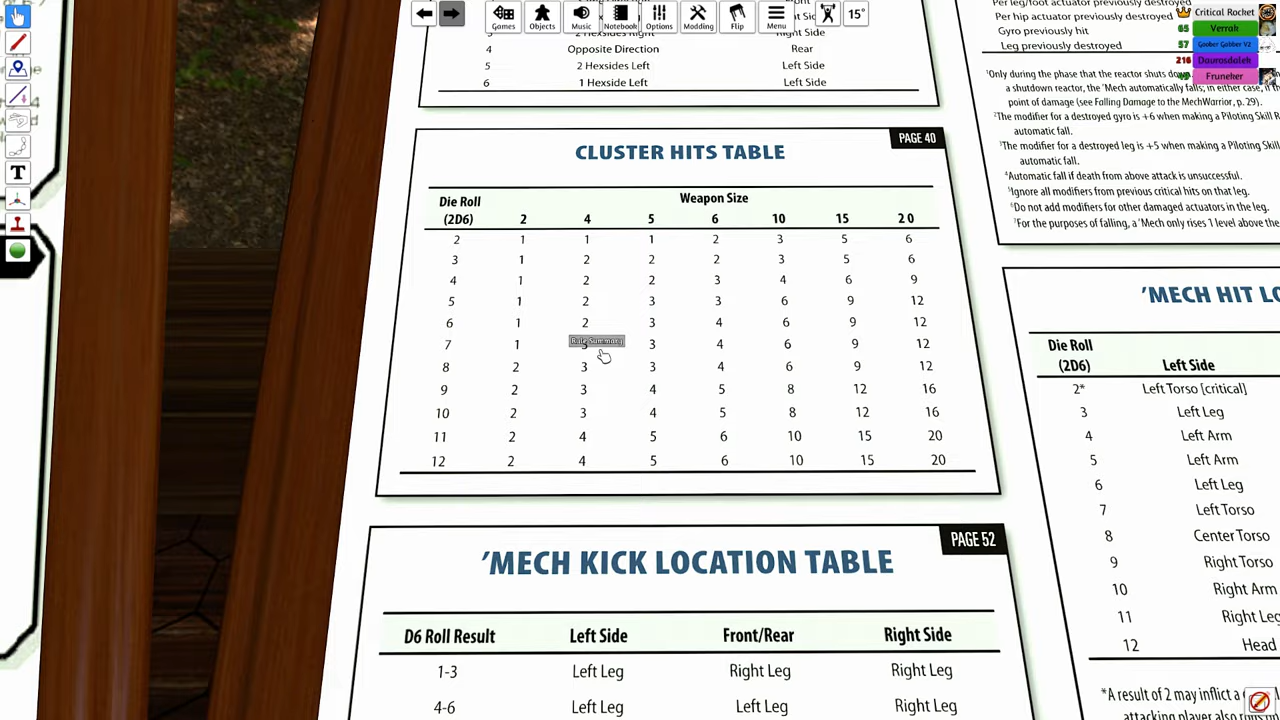 Games Objects Music Notebook Options Modding Flip Menu 15°
Critical Rocket
65 Verrak
57 Goober Gobber V2
216 Daurosdalek
Fruneker
4 Opposite Direction Rear
5 2 Hexsides Left Left Side
6 1 Hexside Left Left Side
PAGE 40
CLUSTER HITS TABLE
Die Roll Weapon Size
(2D6) 2 4 5 6 10 15 20
2 1 1 1 2 3 5 6
3 1 2 2 2 3 5 6
4 1 2 2 3 4 6 9
5 1 2 3 3 6 9 12
6 1 2 3 4 6 9 12
7 1 3 4 6 9 12
Rule Summary
8 2 3 3 4 6 9 12
9 2 3 4 5 8 12 16
10 2 3 4 5 8 12 16
11 2 4 5 6 10 15 20
12 2 4 5 6 10 15 20
PAGE 52
'MECH KICK LOCATION TABLE
D6 Roll Result Left Side Front/Rear Right Side
1-3 Left Leg Right Leg Right Leg
4-6 Left Leg Left Leg Right Leg
Per hip actuator previously destroyed
Gyro previously hit
Leg previously destroyed
1Only during the phase that the reactor shuts
a shutdown reactor, the 'Mech automatically falls; in either case, if
point of damage (see Falling Damage to the MechWarrior, p. 29).
2The modifier for a destroyed gyro is +6 when making a Piloting Skill
automatic fall.
3The modifier for a destroyed leg is +5 when making a Piloting Skill
automatic fall.
4Automatic fall if death from above attack is unsuccessful.
5Ignore all modifiers from previous critical hits on that leg.
6Do not add modifiers for other damaged actuators in the leg.
7For the purposes of falling, a 'Mech only rises 1 level above the
'MECH HIT
Die Roll
(2D6) Left Side
2* Left Torso [critical]
3 Left Leg
4 Left Arm
5 Left Arm
6 Left Leg
7 Left Torso
8 Center Torso
9 Right Torso
10 Right Arm
11 Right Leg
12 Head
*A result of 2 may inflict a
T